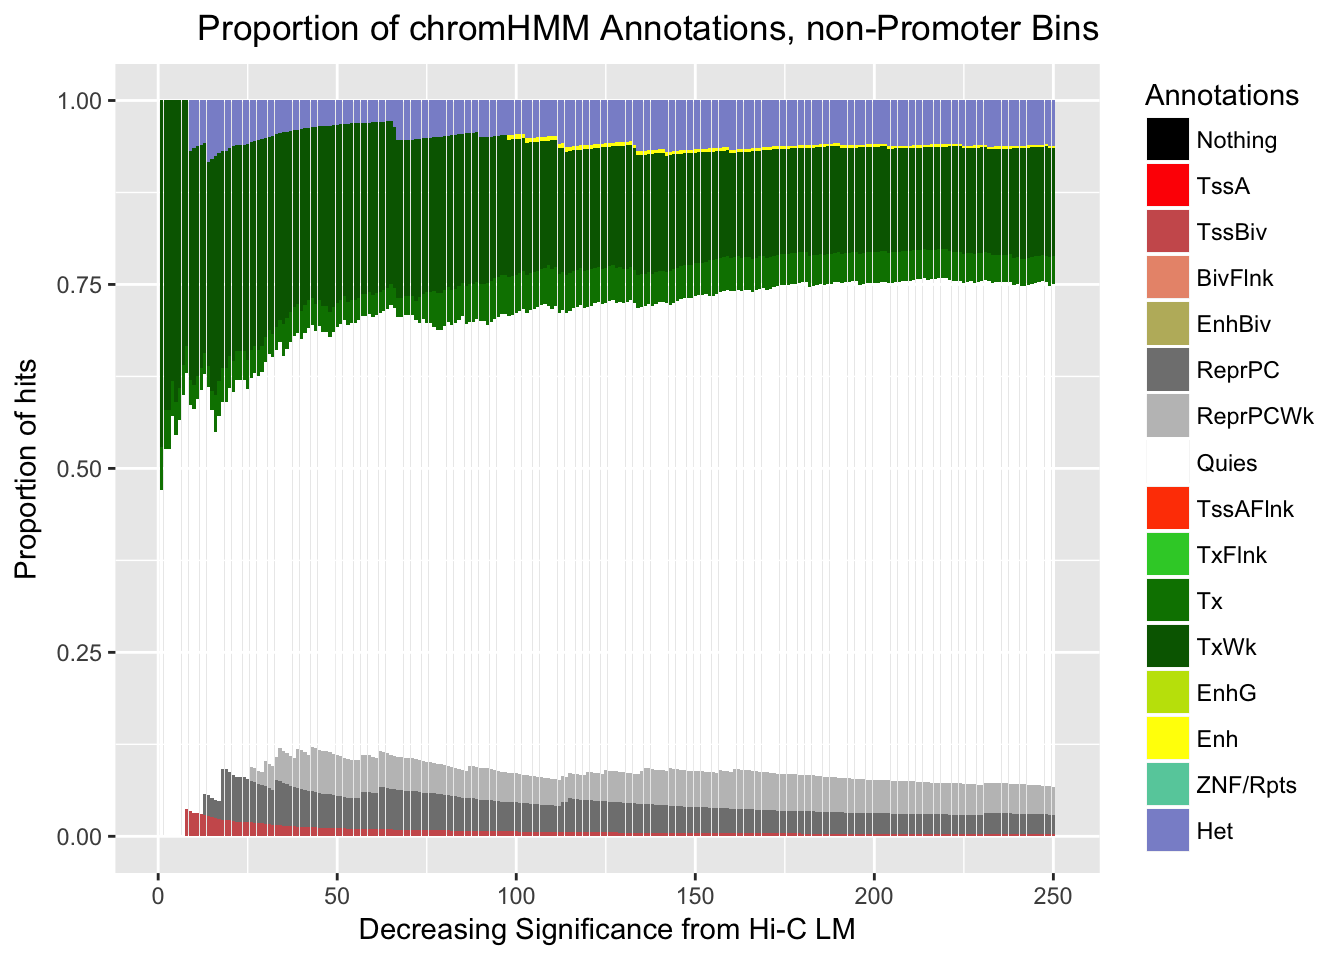 Proportion of chromHMM Annotations, non-Promoter Bins
Proportion of hits
1.00
0.75
0.50
0.25
0.00
0 50 100 150 200 250
Decreasing Significance from Hi-C LM
Annotations
Nothing
TssA
TssBiv
BivFlnk
EnhBiv
ReprPC
ReprPCWk
Quies
TssAFlnk
TxFlnk
Tx
TxWk
EnhG
Enh
ZNF/Rpts
Het